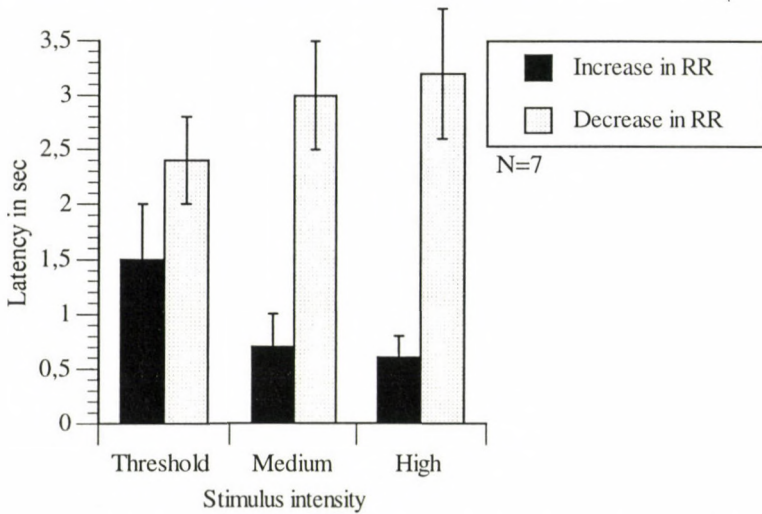 3,5
3
2,5
2
1,5
1
0,5
0
Latency in sec
Threshold Medium High
Stimulus intensity
Increase in RR
Decrease in RR
N=7